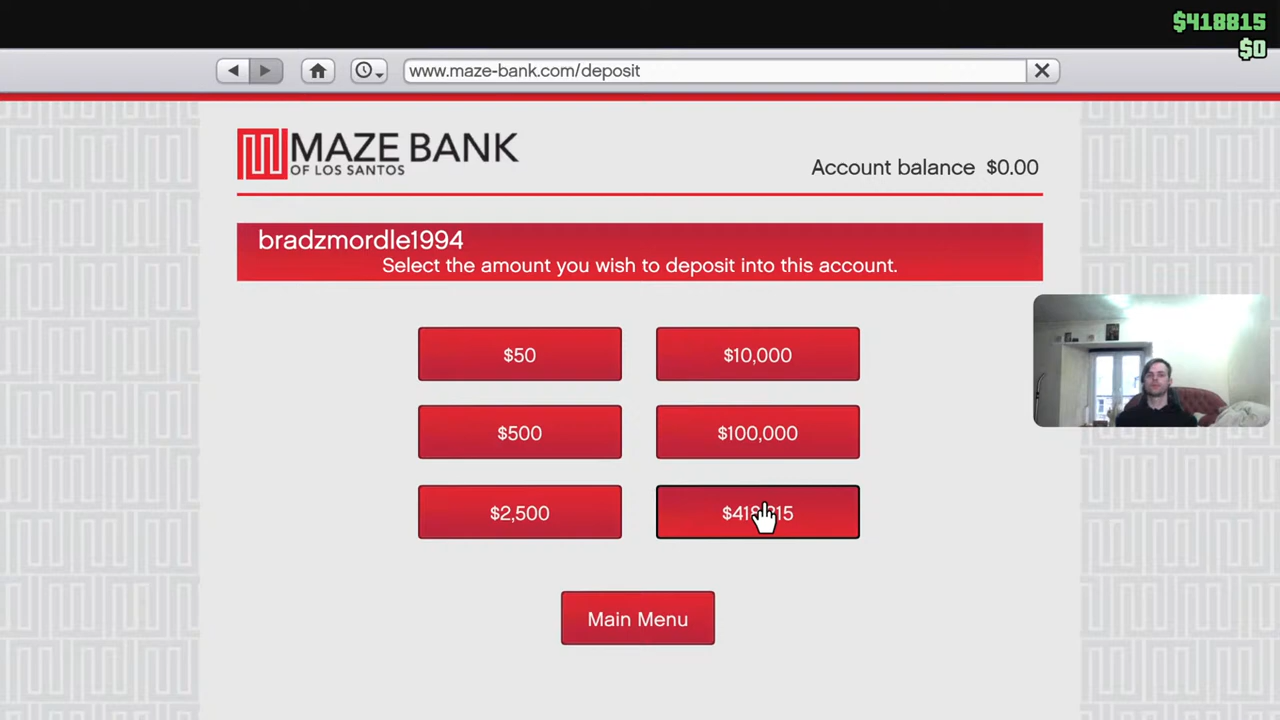 $418815
$0
www.maze-bank.com/deposit
MAZE BANK
OF LOS SANTOS
Account balance $0.00
bradzmordle1994
Select the amount you wish to deposit into this account.
$50
$10,000
$500
$100,000
$2,500
Main Menu